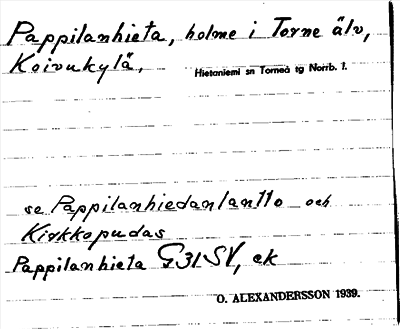 Pappilanhieta, holme i Torne älv,
Koivukylä.
Hietaniemi sn Torneå tg Norrb. l.
se Pappilanhiedanlantto och
Kirkkopudas
Pappilanhieta G31SV, ek
O. ALEXANDERSSON 1939.